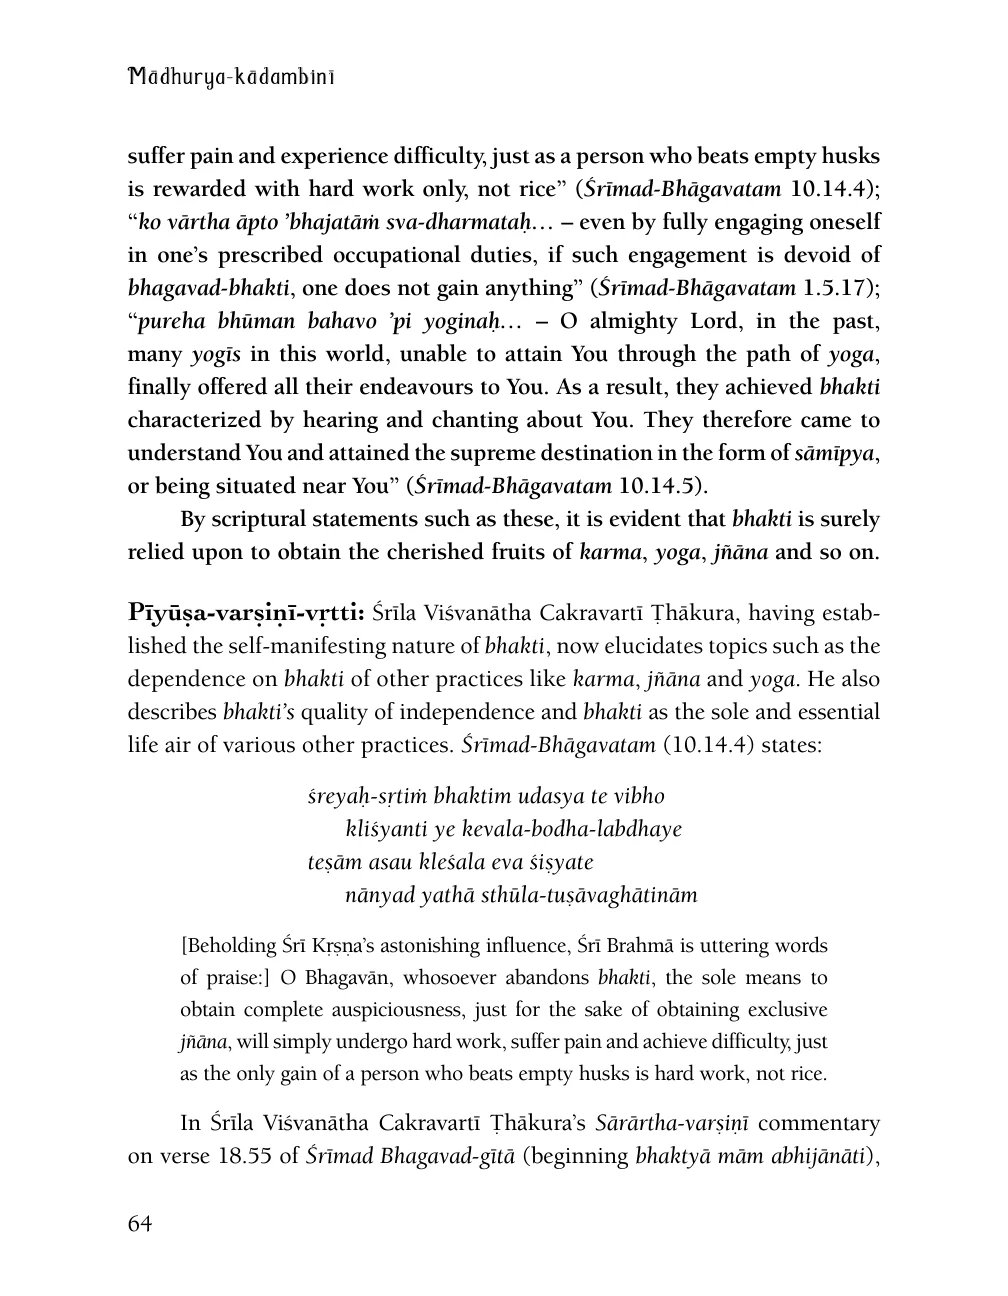 Mādhurya-kādambinī
suffer pain and experience difficulty, just as a person who beats empty husks
is rewarded with hard work only, not rice” (Śrīmad-Bhāgavatam 10.14.4);
“ko vārtha āpto ’bhajatāṁ sva-dharmataḥ… – even by fully engaging oneself
in one’s prescribed occupational duties, if such engagement is devoid of
bhagavad-bhakti, one does not gain anything” (Śrīmad-Bhāgavatam 1.5.17);
“pureha bhūman bahavo ’pi yoginaḥ… – O almighty Lord, in the past,
many yogīs in this world, unable to attain You through the path of yoga,
finally offered all their endeavours to You. As a result, they achieved bhakti
characterized by hearing and chanting about You. They therefore came to
understand You and attained the supreme destination in the form of sāmīpya,
or being situated near You” (Śrīmad-Bhāgavatam 10.14.5).
By scriptural statements such as these, it is evident that bhakti is surely
relied upon to obtain the cherished fruits of karma, yoga, jñāna and so on.
Pīyūṣa-varṣiṇī-vṛtti: Śrīla Viśvanātha Cakravartī Ṭhākura, having estab-
lished the self-manifesting nature of bhakti, now elucidates topics such as the
dependence on bhakti of other practices like karma, jñāna and yoga. He also
describes bhakti’s quality of independence and bhakti as the sole and essential
life air of various other practices. Śrīmad-Bhāgavatam (10.14.4) states:
śreyaḥ-sṛtiṁ bhaktim udasya te vibho
kliśyanti ye kevala-bodha-labdhaye
teṣām asau kleśala eva śiṣyate
nānyad yathā sthūla-tuṣāvaghātinām
[Beholding Śrī Kṛṣṇa’s astonishing influence, Śrī Brahmā is uttering words
of praise:] O Bhagavān, whosoever abandons bhakti, the sole means to
obtain complete auspiciousness, just for the sake of obtaining exclusive
jñāna, will simply undergo hard work, suffer pain and achieve difficulty, just
as the only gain of a person who beats empty husks is hard work, not rice.
In Śrīla Viśvanātha Cakravartī Ṭhākura’s Sārārtha-varṣiṇī commentary
on verse 18.55 of Śrīmad Bhagavad-gītā (beginning bhaktyā mām abhijānāti),
64